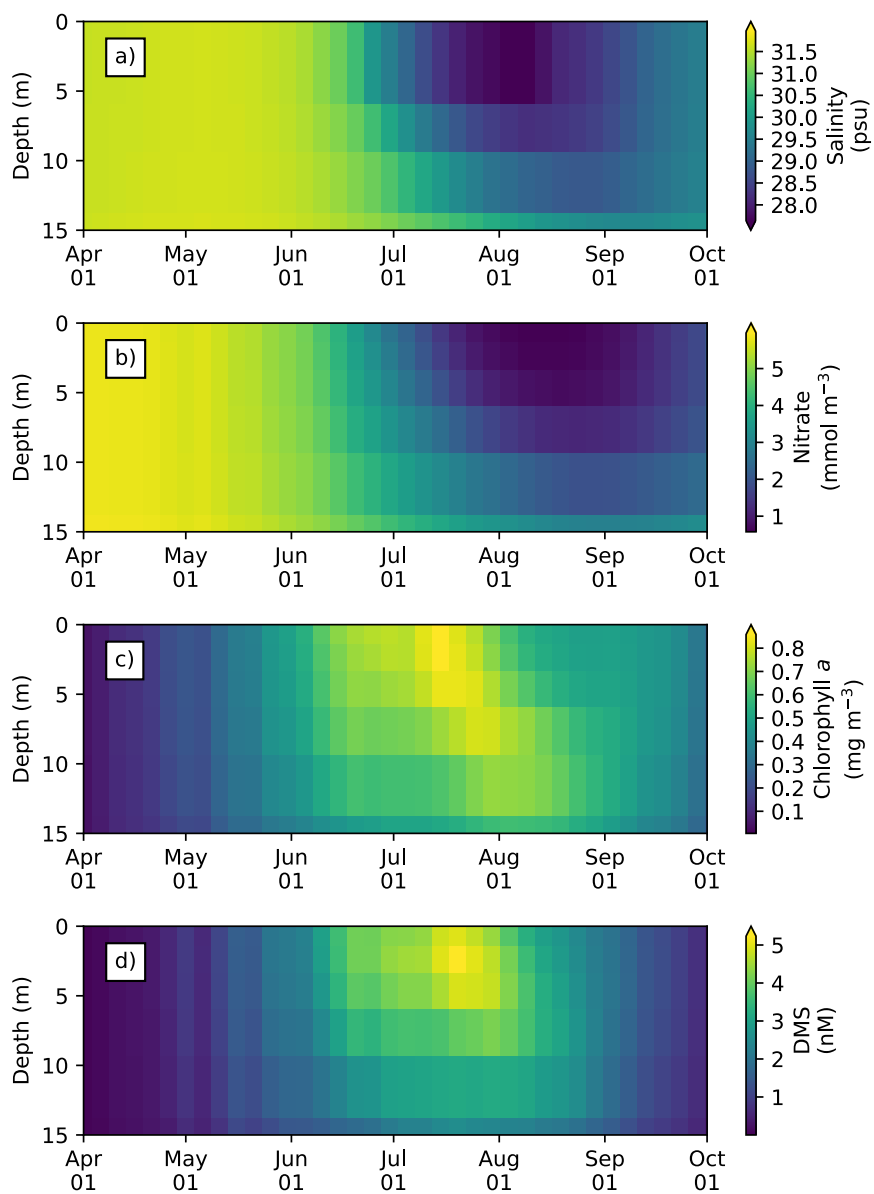 a)
0
5
10
15
Depth (m)
Apr May Jun Jul Aug Sep Oct
01 01 01 01 01 01 01
31.5
31.0
30.5
30.0
29.5
29.0
28.5
28.0
Salinity
(psu)
b)
0
5
10
15
Depth (m)
Apr May Jun Jul Aug Sep Oct
01 01 01 01 01 01 01
5
4
3
2
1
Nitrate
(mmol m⁻³)
c)
0
5
10
15
Depth (m)
Apr May Jun Jul Aug Sep Oct
01 01 01 01 01 01 01
0.8
0.7
0.6
0.5
0.4
0.3
0.2
0.1
Chlorophyll a
(mg m⁻³)
d)
0
5
10
15
Depth (m)
Apr May Jun Jul Aug Sep Oct
01 01 01 01 01 01 01
5
4
3
2
1
DMS
(nM)